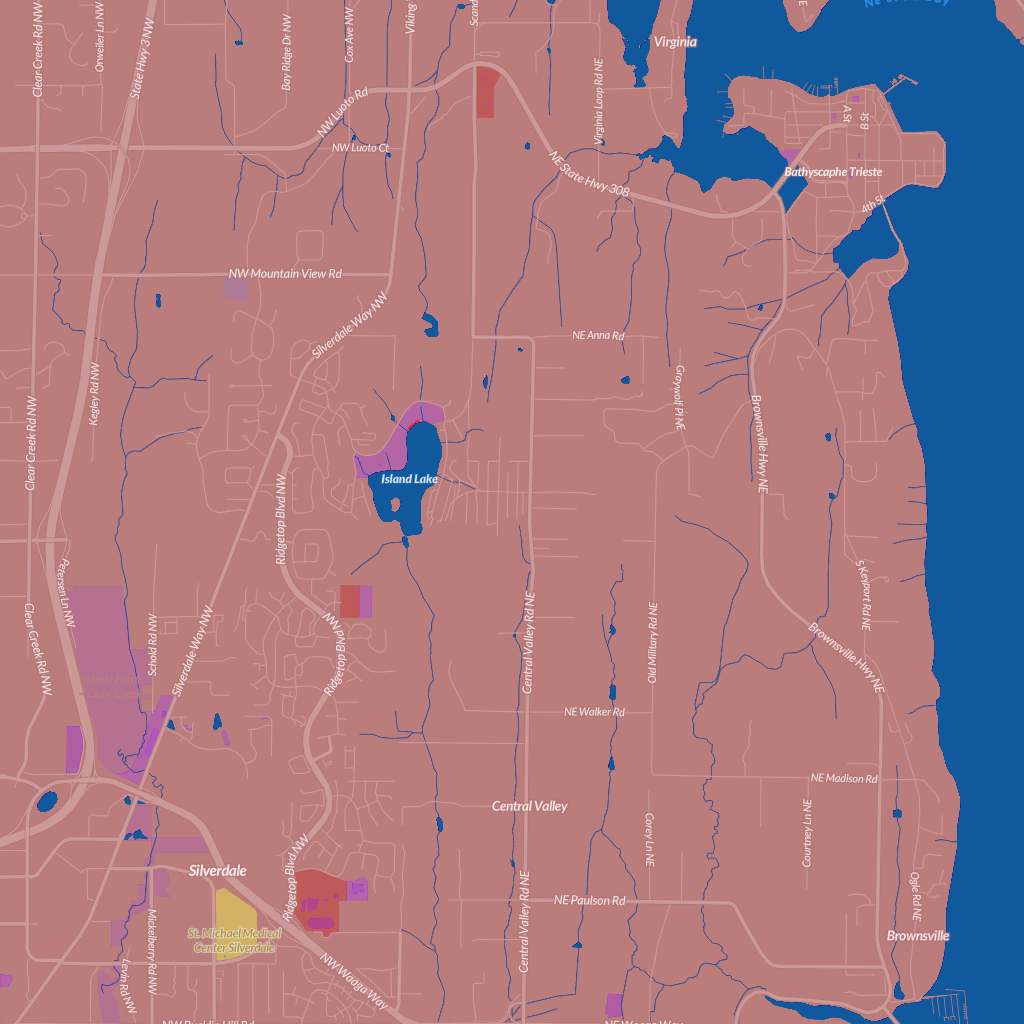 Clear Creek Rd NW
Orweiler Ln NW
State Hwy 3 NW
Bay Ridge Dr NW
Cox Ave NW
Viking
Scand
Virginia
NW Luoto Rd
Virginia Loop Rd NE
A St
St B
NW Luoto Ct
NE State Hwy 308
Bathyscaphe Trieste
4th St
NW Mountain View Rd
Silverdale Way NW
NE Anna Rd
Kegley Rd NW
Graywolf Pl NE
Clear Creek Rd NW
Brownsville Hwy NE
Island Lake
Ridgetop Blvd NW
Petersen Ln NW
S Keyport Rd NE
Clear Creek Rd NW
Schold Rd NW
Silverdale Way NW
NW Pl
Ridgetop Bl
Central Valley Rd NE
Old Military Rd NE
Brownsville Hwy NE
NE Walker Rd
NE Madison Rd
Central Valley
Corey Ln NE
Courtney Ln NE
Silverdale
Ridgetop Blvd NW
Ogle Rd NE
NE Paulson Rd
Mickelberry Rd NW
St. Michael Medical
Center Silverdale
Central Valley Rd NE
Brownsville
Levin Rd NW
NW Waaga Way